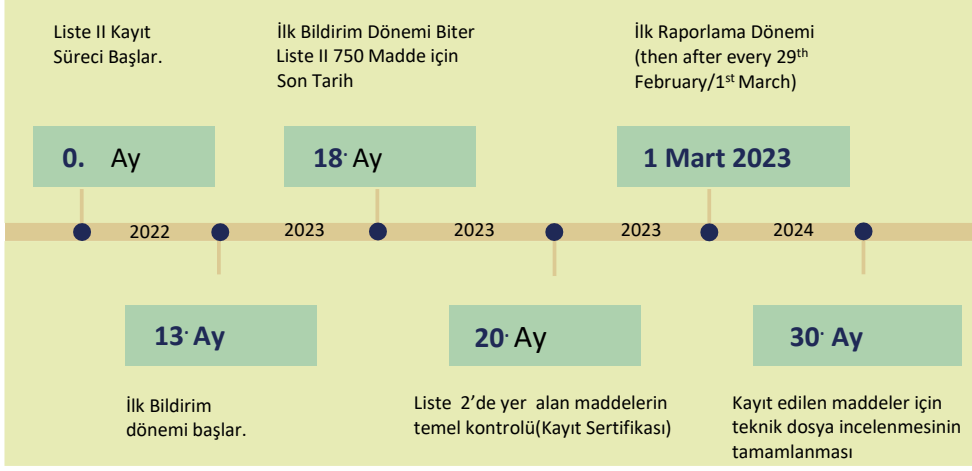 Liste II Kayıt
Süreci Başlar.
İlk Bildirim Dönemi Biter
Liste II 750 Madde için
Son Tarih
İlk Raporlama Dönemi
(then after every 29th
February/1st March)
0. Ay
18. Ay
1 Mart 2023
2022
2023
2023
2023
2024
13. Ay
20. Ay
30. Ay
İlk Bildirim
dönemi başlar.
Liste 2’de yer alan maddelerin
temel kontrolü(Kayıt Sertifikası)
Kayıt edilen maddeler için
teknik dosya incelenmesinin
tamamlanması